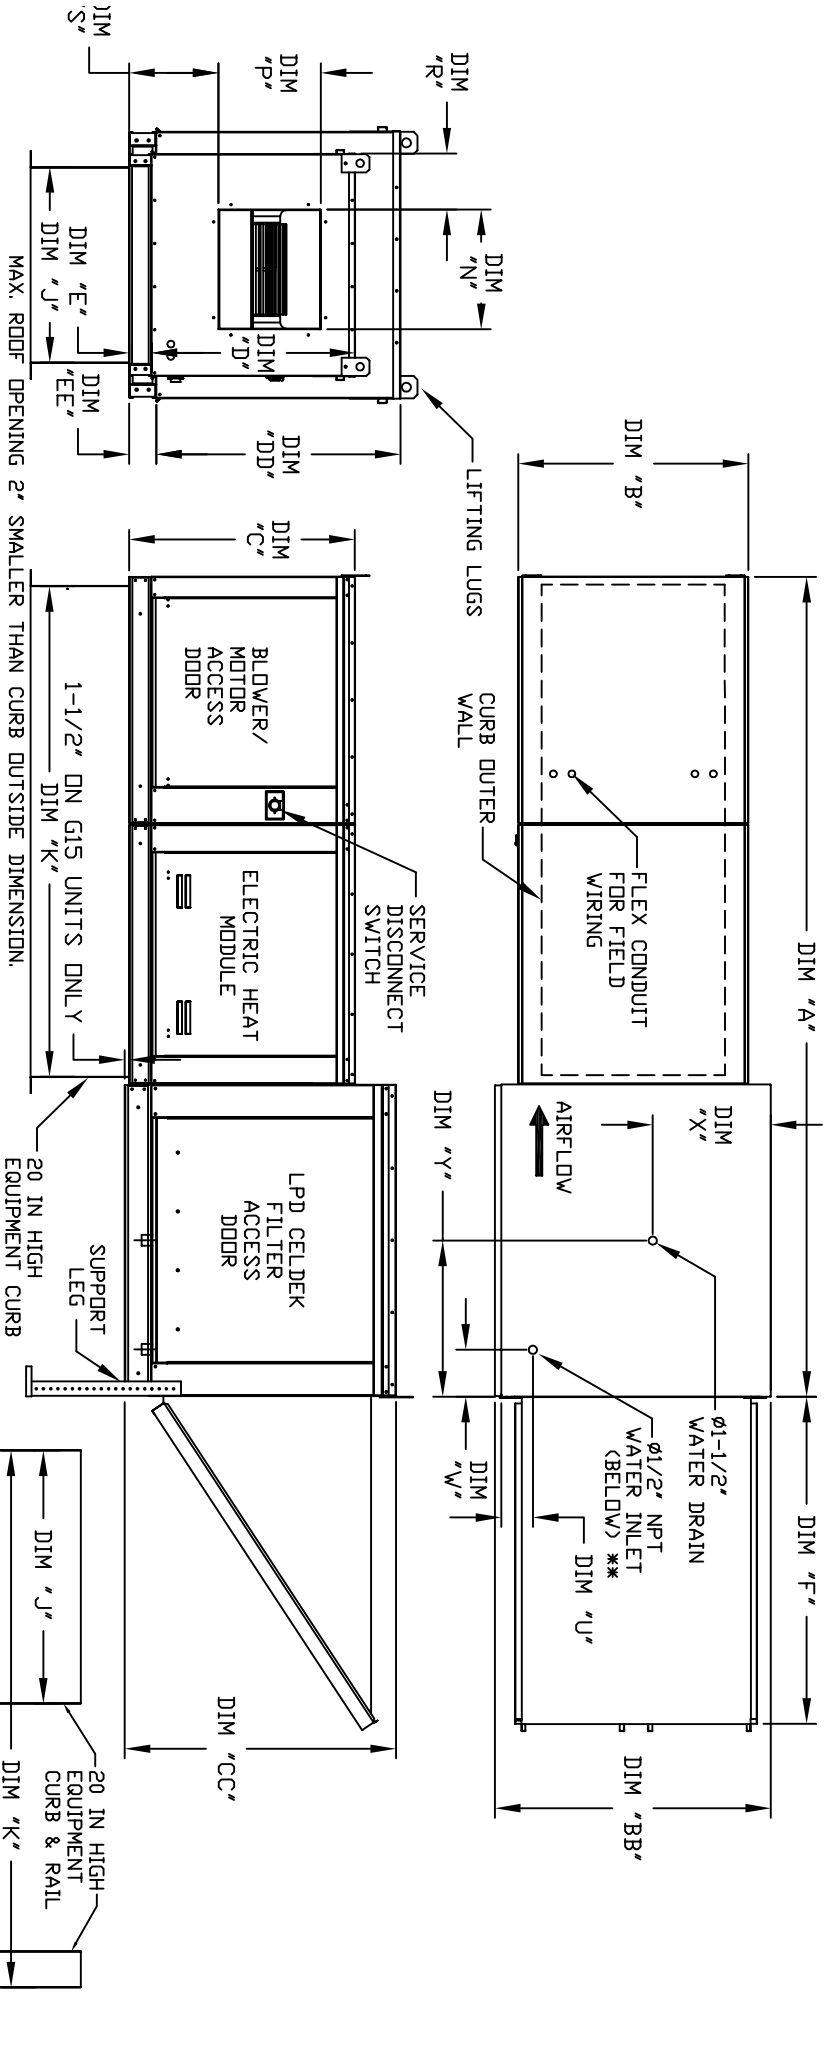 DIM "A"
DIM "F"
DIM "B"
DIM
"X"
DIM "BB"
FLEX CONDUIT
FOR FIELD
WIRING
CURB OUTER
WALL
AIRFLOW
ø1-1/2"
WATER DRAIN
ø1/2" NPT
WATER INLET
(BELOW) **
DIM "U"
DIM
"W"
DIM "Y"
DIM
"N"
DIM
"R"
DIM
"P"
DIM
"S"
LIFTING LUGS
DIM
"D"
DIM
"DD"
DIM "E"
DIM "J"
DIM
"EE"
DIM
"C"
BLOWER/
MOTOR
ACCESS
DOOR
SERVICE
DISCONNECT
SWITCH
ELECTRIC HEAT
MODULE
LPD CELDEK
FILTER
ACCESS
DOOR
DIM "CC"
1-1/2" ON G15 UNITS ONLY
DIM "K"
SUPPORT
LEG
20 IN HIGH
EQUIPMENT CURB
MAX. ROOF OPENING 2" SMALLER THAN CURB OUTSIDE DIMENSION.
DIM "J"
20 IN HIGH
EQUIPMENT
CURB & RAIL
DIM "K"